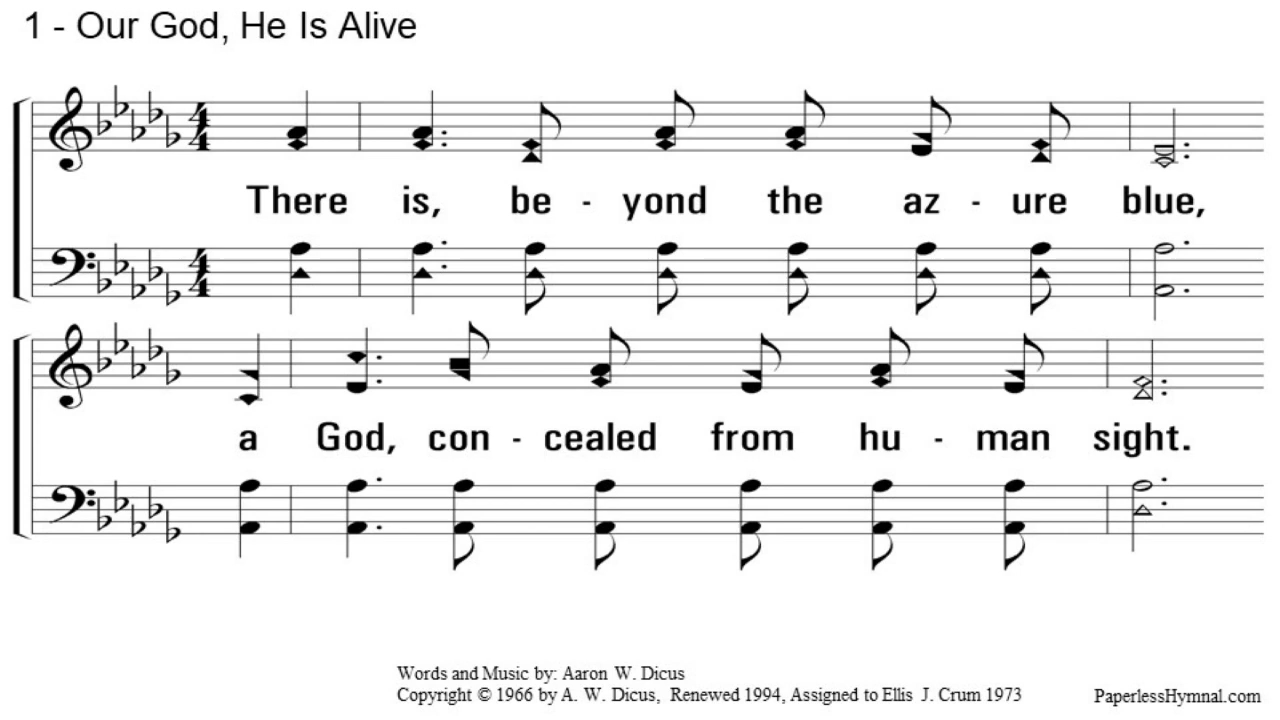 1 - Our God, He Is Alive
There is, be - yond the az - ure blue,
a God, con - cealed from hu - man sight.
Words and Music by: Aaron W. Dicus
Copyright © 1966 by A. W. Dicus, Renewed 1994, Assigned to Ellis J. Crum 1973
PaperlessHymnal.com